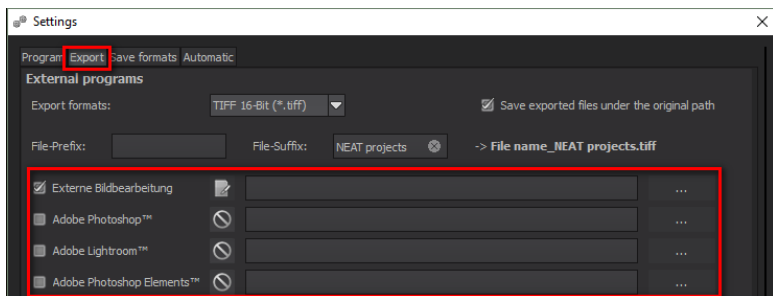 Settings
Program Export Save formats Automatic
External programs
Export formats: TIFF 16-Bit (*.tiff) Save exported files under the original path
File-Prefix: File-Suffix: NEAT projects -> File name_NEAT projects.tiff
Externe Bildbearbeitung ...
Adobe Photoshop™ ...
Adobe Lightroom™ ...
Adobe Photoshop Elements™ ...